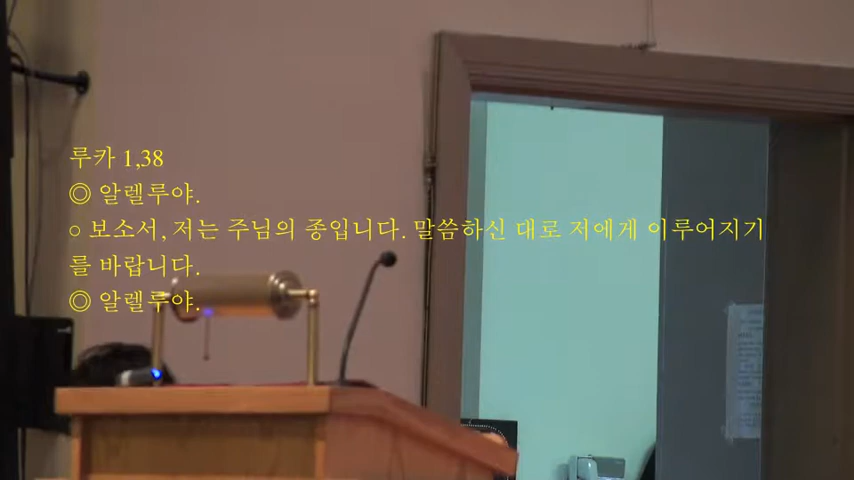 루카 1,38
◎ 알렐루야.
○ 보소서, 저는 주님의 종입니다. 말씀하신 대로 저에게 이루어지기
를 바랍니다.
◎ 알렐루야.